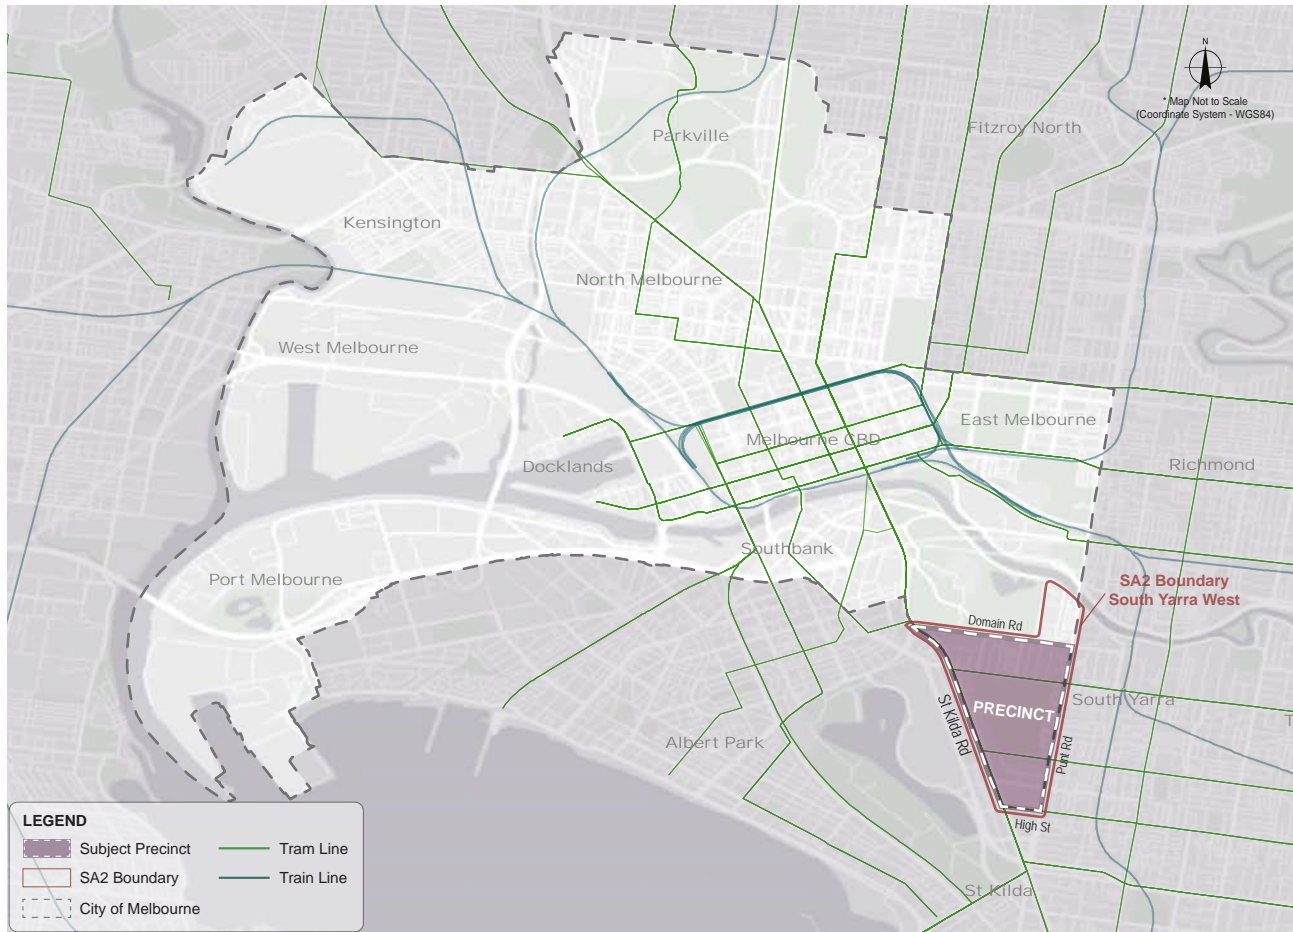 N
* Map Not to Scale
(Coordinate System - WGS84)
Parkville
Fitzroy North
Kensington
North Melbourne
West Melbourne
East Melbourne
Melbourne CBD
Docklands
Richmond
Southbank
Port Melbourne
SA2 Boundary
South Yarra West
Domain Rd
South Yarra
PRECINCT
St Kilda Rd
Punt Rd
T
Albert Park
High St
St Kilda
LEGEND
Subject Precinct
Tram Line
SA2 Boundary
Train Line
City of Melbourne